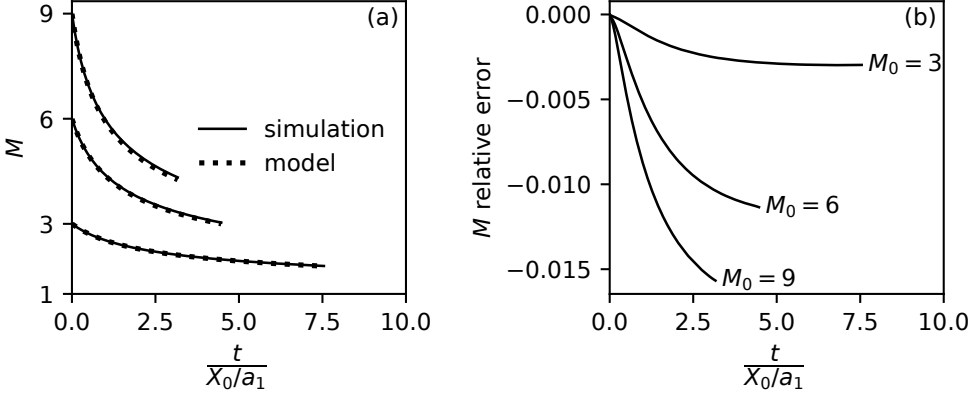 (a)
9
6
3
1
M
simulation
model
0.0 2.5 5.0 7.5 10.0
t
X₀/a₁
(b)
0.000
−0.005
−0.010
−0.015
M relative error
M₀ = 3
M₀ = 6
M₀ = 9
0.0 2.5 5.0 7.5 10.0
t
X₀/a₁